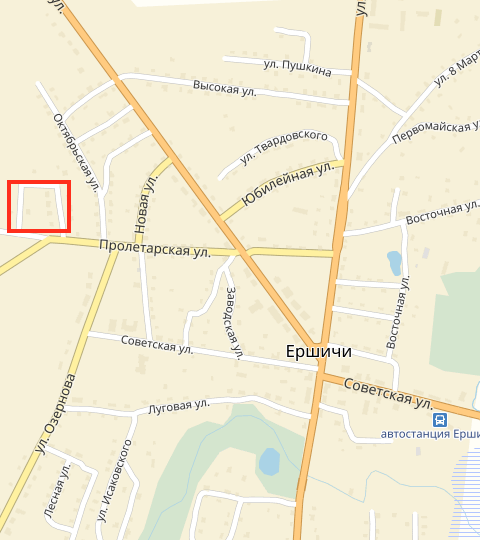 ул.
ул.
ул. Пушкина
ул. 8 Март
Высокая ул.
Октябрьская ул.
Первомайская у
ул. Твардовского
Юбилейная ул.
Новая ул.
Восточная ул.
Пролетарская ул.
Заводская ул.
Восточная ул.
Советская ул.
Ершичи
Советская ул.
ул. Озернова
Луговая ул.
автостанция Ерши
ул. Исаковского
Лесная ул.